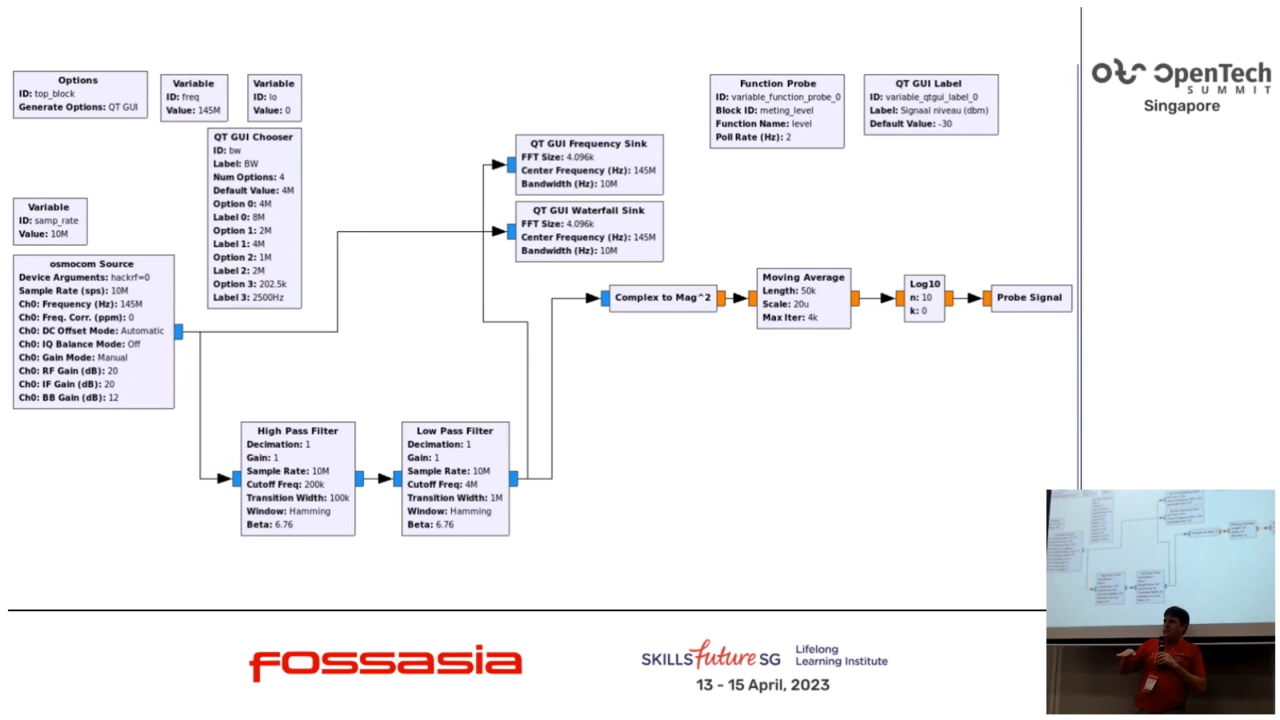 Options
ID: top_block
Generate Options: QT GUI
Variable
ID: freq
Value: 145M
Variable
ID: lo
Value: 0
QT GUI Chooser
ID: bw
Label: BW
Num Options: 4
Default Value: 4M
Option 0: 4M
Label 0: 8M
Option 1: 2M
Label 1: 4M
Option 2: 1M
Label 2: 2M
Option 3: 202.5k
Label 3: 2500Hz
Variable
ID: samp_rate
Value: 10M
osmocom Source
Device Arguments: hackrf=0
Sample Rate (sps): 10M
Ch0: Frequency (Hz): 145M
Ch0: Freq. Corr. (ppm): 0
Ch0: DC Offset Mode: Automatic
Ch0: IQ Balance Mode: Off
Ch0: Gain Mode: Manual
Ch0: RF Gain (dB): 20
Ch0: IF Gain (dB): 20
Ch0: BB Gain (dB): 12
High Pass Filter
Decimation: 1
Gain: 1
Sample Rate: 10M
Cutoff Freq: 200k
Transition Width: 100k
Window: Hamming
Beta: 6.76
Low Pass Filter
Decimation: 1
Gain: 1
Sample Rate: 10M
Cutoff Freq: 4M
Transition Width: 1M
Window: Hamming
Beta: 6.76
QT GUI Frequency Sink
FFT Size: 4.096k
Center Frequency (Hz): 145M
Bandwidth (Hz): 10M
QT GUI Waterfall Sink
FFT Size: 4.096k
Center Frequency (Hz): 145M
Bandwidth (Hz): 10M
Function Probe
ID: variable_function_probe_0
Block ID: meting_level
Function Name: level
Poll Rate (Hz): 2
QT GUI Label
ID: variable_qtgui_label_0
Label: Signaal niveau (dbm)
Default Value: -30
Complex to Mag^2
Moving Average
Length: 50k
Scale: 20u
Max Iter: 4k
Log10
n: 10
k: 0
Probe Signal
OpenTech
SUMMIT
Singapore
fossasia
SKILLSfuture SG
Lifelong
Learning Institute
13 - 15 April, 2023